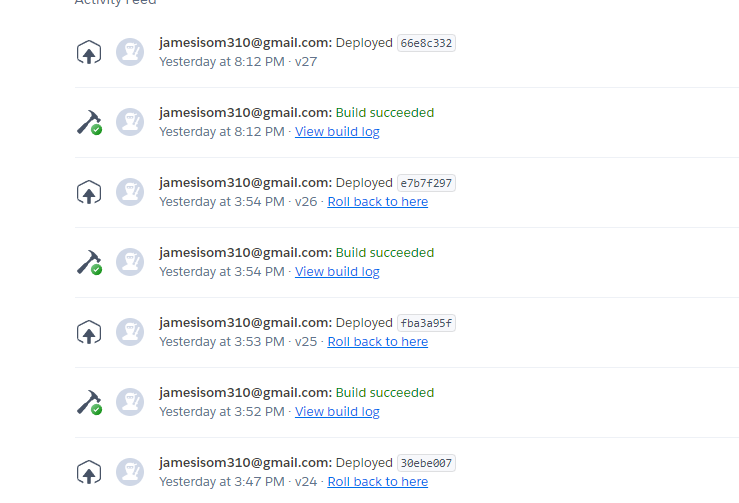 Activity Feed
jamesisom310@gmail.com: Deployed 66e8c332
Yesterday at 8:12 PM · v27
jamesisom310@gmail.com: Build succeeded
Yesterday at 8:12 PM · View build log
jamesisom310@gmail.com: Deployed e7b7f297
Yesterday at 3:54 PM · v26 · Roll back to here
jamesisom310@gmail.com: Build succeeded
Yesterday at 3:54 PM · View build log
jamesisom310@gmail.com: Deployed fba3a95f
Yesterday at 3:53 PM · v25 · Roll back to here
jamesisom310@gmail.com: Build succeeded
Yesterday at 3:52 PM · View build log
jamesisom310@gmail.com: Deployed 30ebe007
Yesterday at 3:47 PM · v24 · Roll back to here